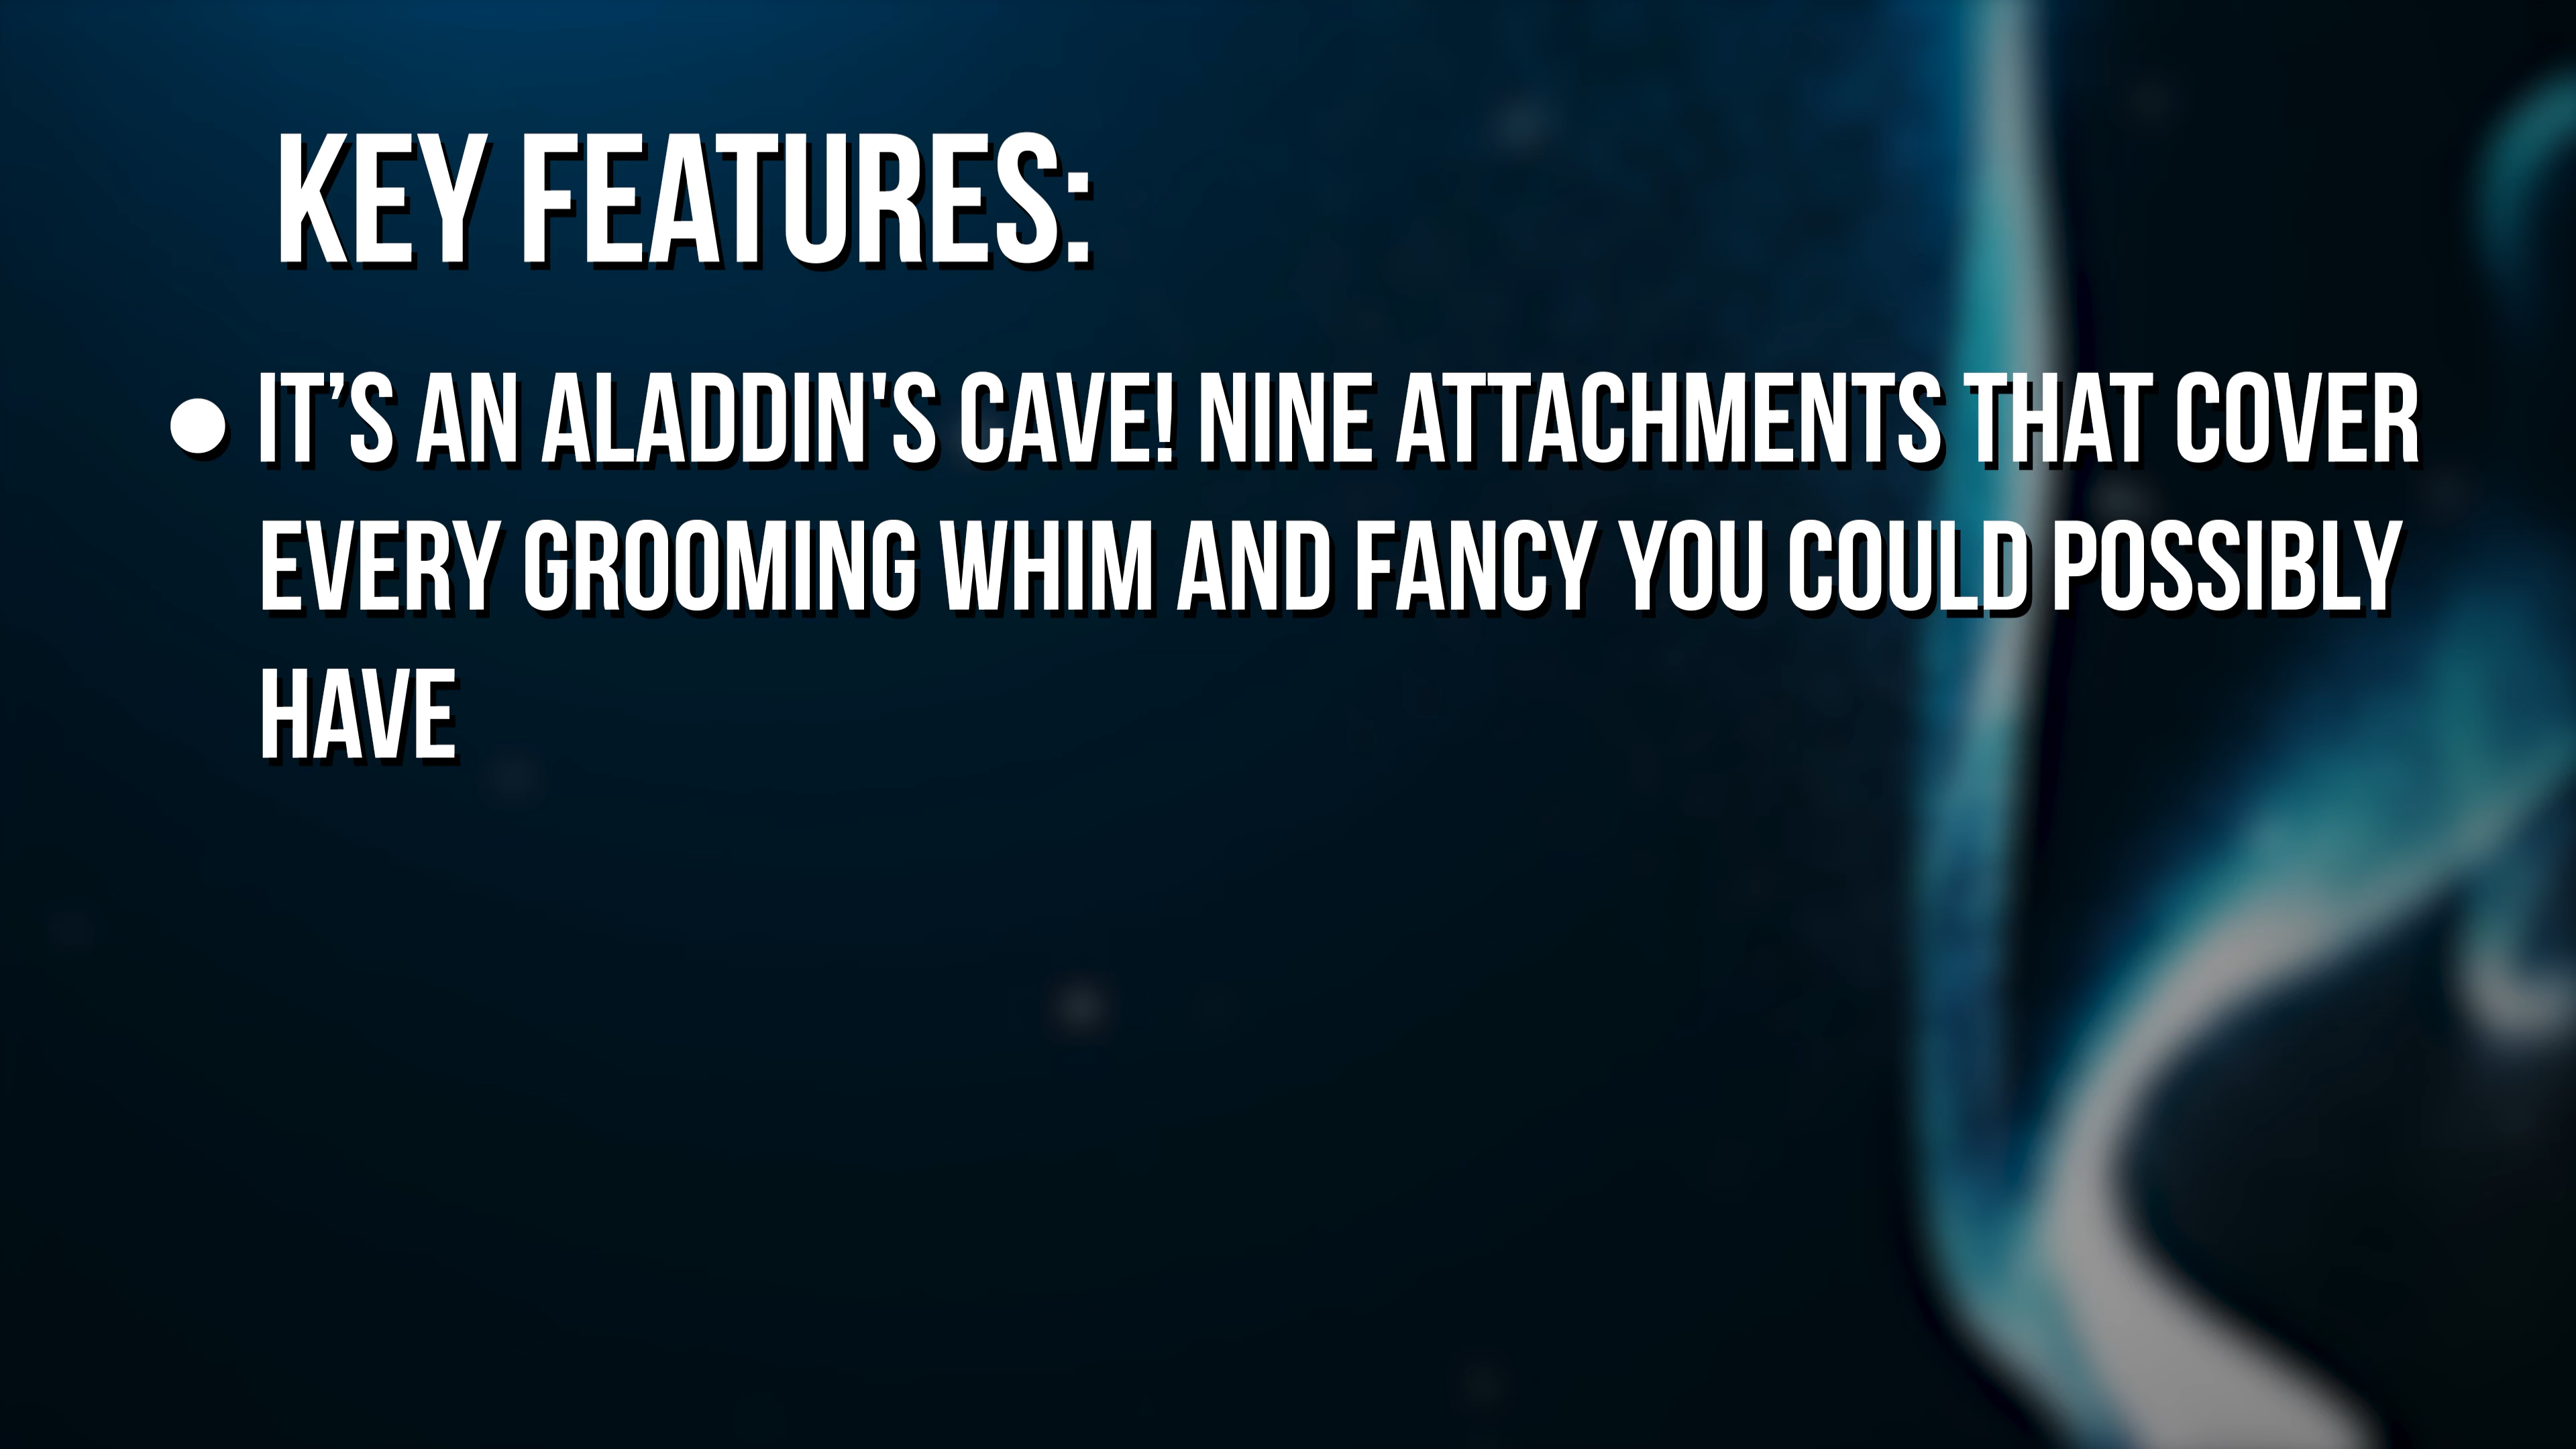 KEY FEATURES:
● IT’S AN ALADDIN'S CAVE! NINE ATTACHMENTS THAT COVER
EVERY GROOMING WHIM AND FANCY YOU COULD POSSIBLY
HAVE